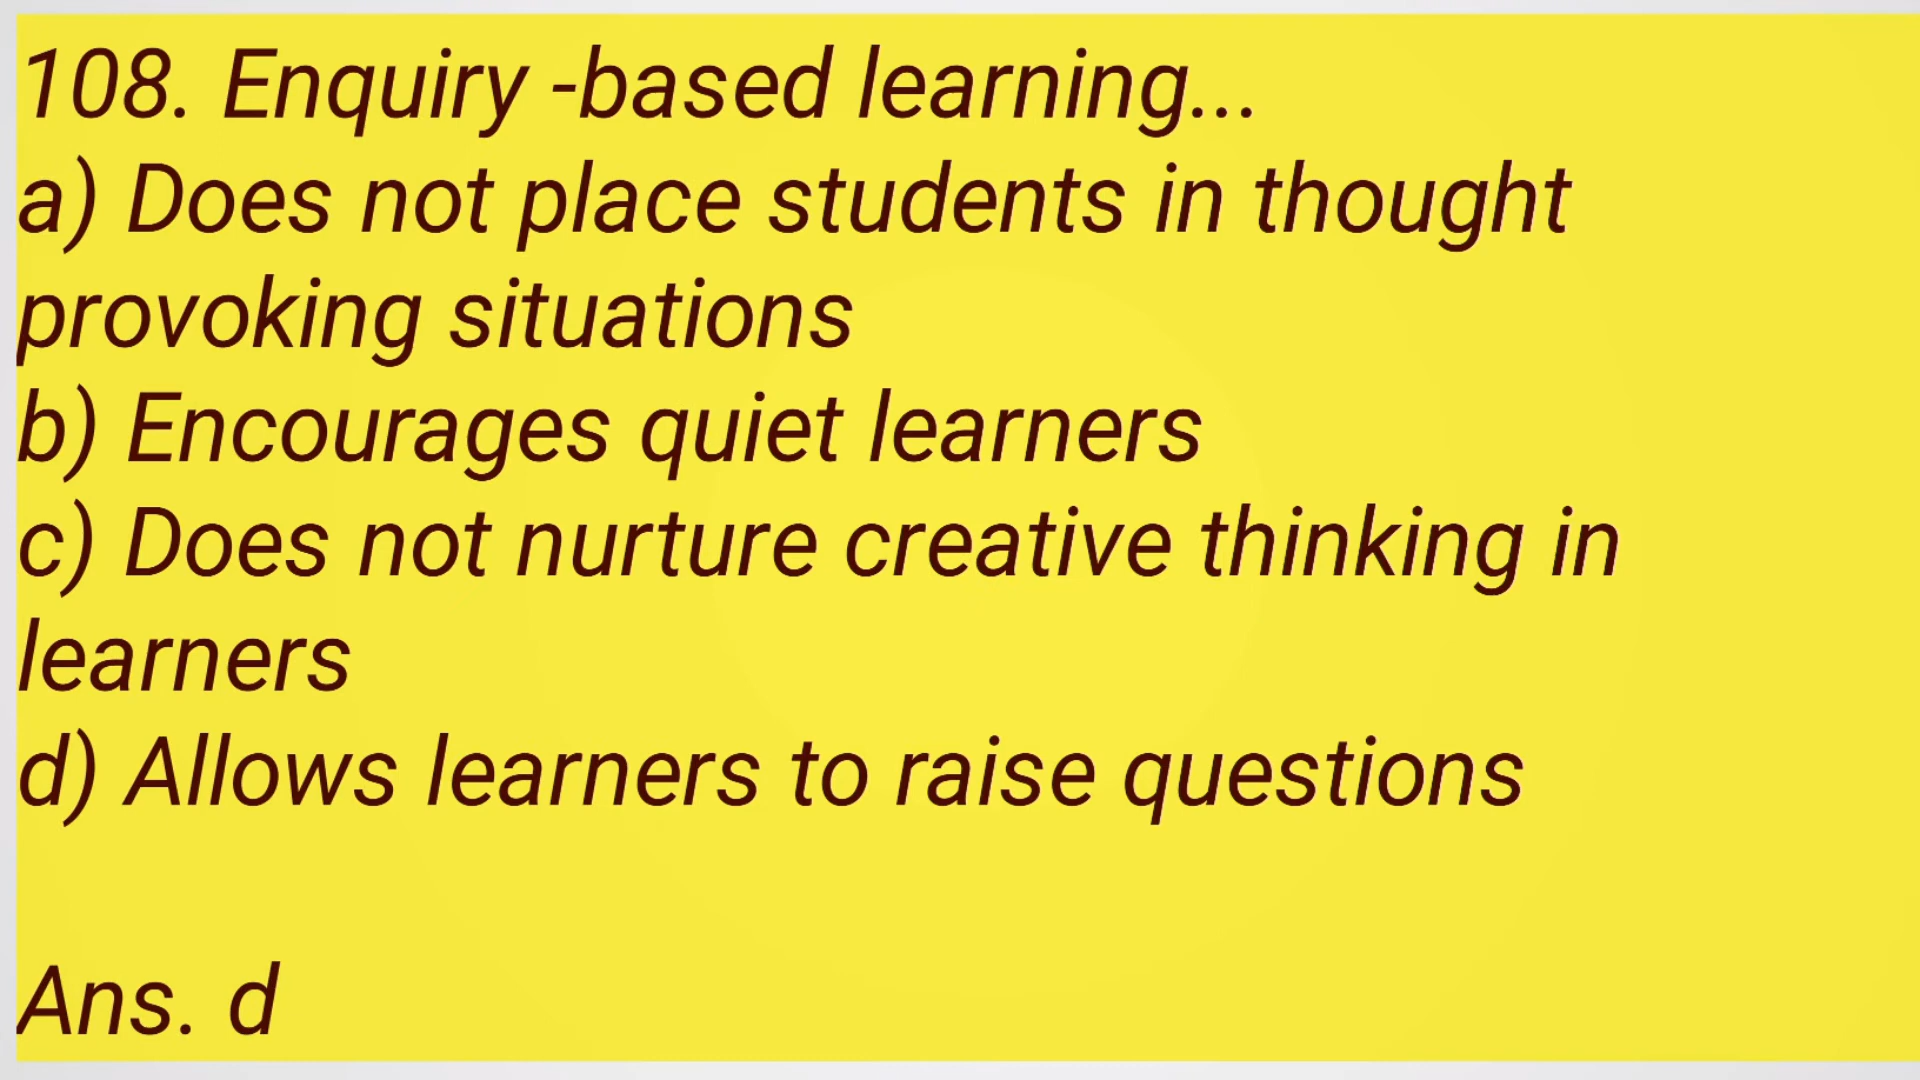 108. Enquiry -based learning...
a) Does not place students in thought
provoking situations
b) Encourages quiet learners
c) Does not nurture creative thinking in
learners
d) Allows learners to raise questions
Ans. d